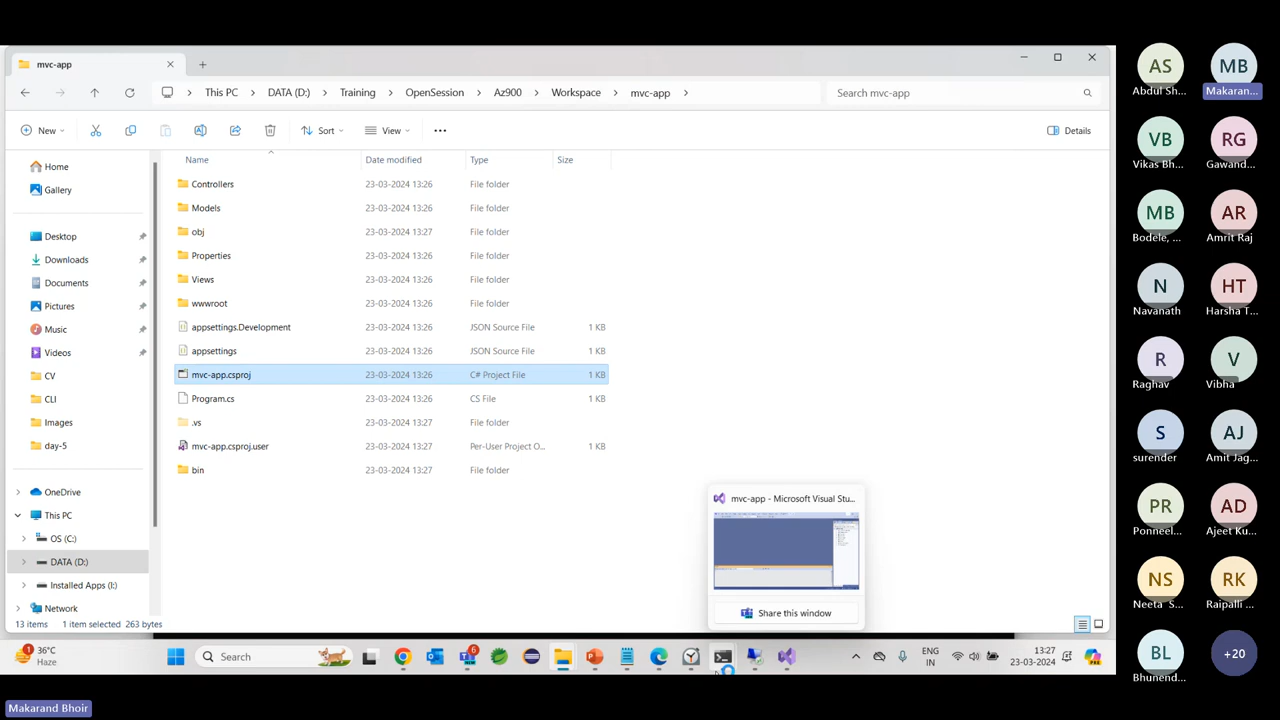 mvc-app
This PC > DATA (D:) > Training > OpenSession > Az900 > Workspace > mvc-app >
Search mvc-app
New
Sort
View
Details
Home
Gallery
Desktop
Downloads
Documents
Pictures
Music
Videos
CV
CLI
Images
day-5
OneDrive
This PC
OS (C:)
DATA (D:)
Installed Apps (I:)
Network
Name Date modified Type Size
Controllers 23-03-2024 13:26 File folder
Models 23-03-2024 13:26 File folder
obj 23-03-2024 13:27 File folder
Properties 23-03-2024 13:26 File folder
Views 23-03-2024 13:26 File folder
wwwroot 23-03-2024 13:26 File folder
appsettings.Development 23-03-2024 13:26 JSON Source File 1 KB
appsettings 23-03-2024 13:26 JSON Source File 1 KB
mvc-app.csproj 23-03-2024 13:26 C# Project File 1 KB
Program.cs 23-03-2024 13:26 CS File 1 KB
.vs 23-03-2024 13:27 File folder
mvc-app.csproj.user 23-03-2024 13:27 Per-User Project O... 1 KB
bin 23-03-2024 13:27 File folder
mvc-app - Microsoft Visual Stu...
Share this window
13 items 1 item selected 263 bytes
1
36°C
Haze
Search
6
NEW
ENG
IN
13:27
23-03-2024
AS
Abdul Sh...
MB
Makaran...
VB
Vikas Bh...
RG
Gawand...
MB
Bodele, ...
AR
Amrit Raj
N
Navanath
HT
Harsha T...
R
Raghav
V
Vibha
S
surender
AJ
Amit Jag...
PR
Ponneel...
AD
Ajeet Ku...
NS
Neeta S...
RK
Raipalli ...
BL
Bhunend...
+20
Makarand Bhoir